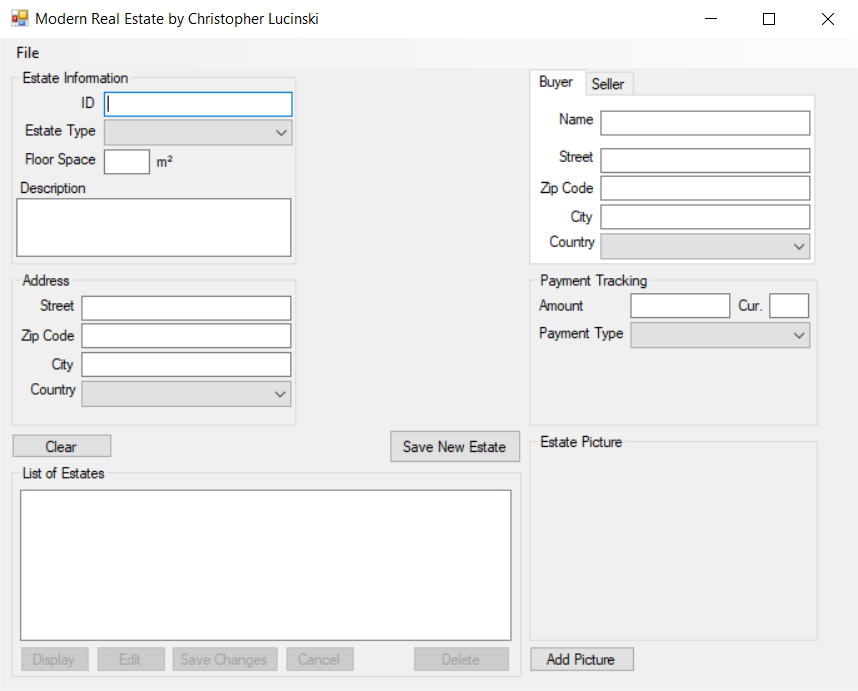 Modern Real Estate by Christopher Lucinski
File
Estate Information
ID
Estate Type
Floor Space m²
Description
Address
Street
Zip Code
City
Country
Clear
Save New Estate
List of Estates
Display Edit Save Changes Cancel Delete
Buyer Seller
Name
Street
Zip Code
City
Country
Payment Tracking
Amount Cur.
Payment Type
Estate Picture
Add Picture